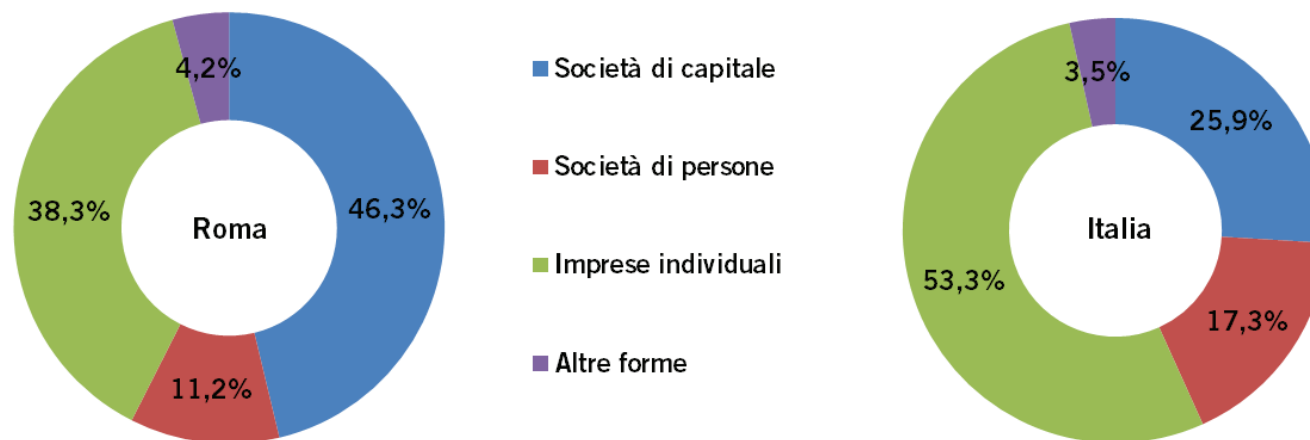 4,2%
38,3%
46,3%
Roma
11,2%
Società di capitale
Società di persone
Imprese individuali
Altre forme
3,5%
25,9%
Italia
53,3%
17,3%